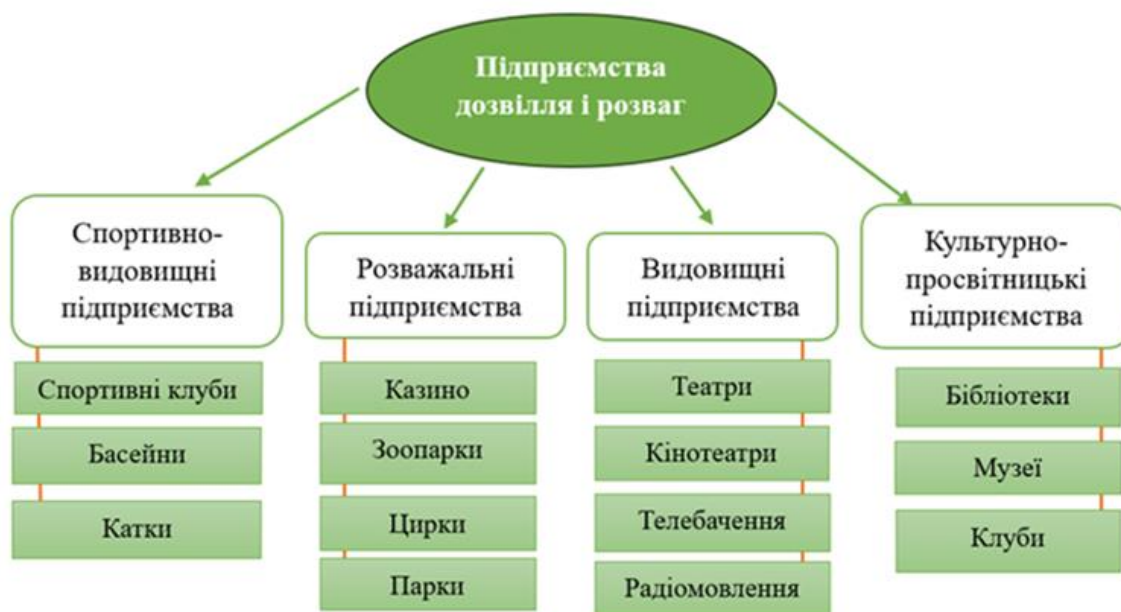 Підприємства
дозвілля і розваг
Спортивно-
видовищні
підприємства
Спортивні клуби
Басейни
Катки
Розважальні
підприємства
Казино
Зоопарки
Цирки
Парки
Видовищні
підприємства
Театри
Кінотеатри
Телебачення
Радіомовлення
Культурно-
просвітницькі
підприємства
Бібліотеки
Музеї
Клуби